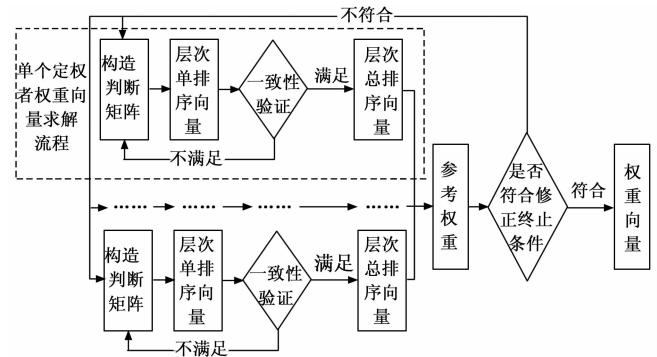 不符合
单个定权
者权重向
量求解
流程
构造
判断
矩阵
层次
单排
序向
量
一致性
验证
满足
层次
总排
序向
量
不满足
…… …… …… ……
参
考
权
重
是否
符合修
正终止
条件
符合
权
重
向
量
构造
判断
矩阵
层次
单排
序向
量
一致性
验证
满足
层次
总排
序向
量
不满足